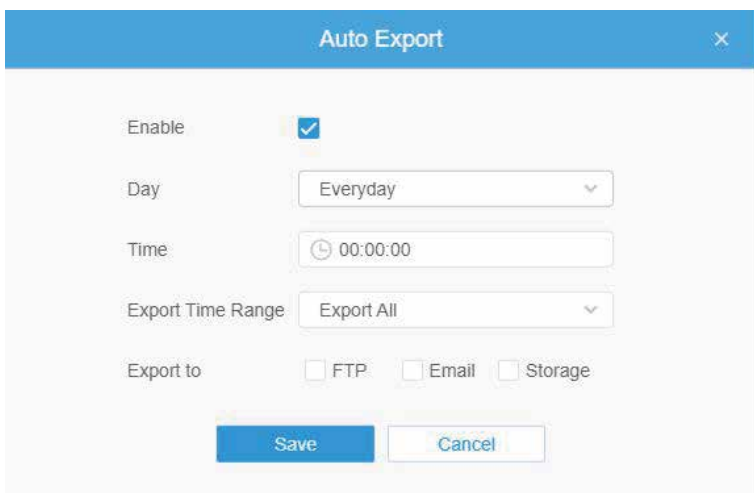 Auto Export
Enable
Day Everyday
Time 00:00:00
Export Time Range Export All
Export to FTP Email Storage
Save Cancel